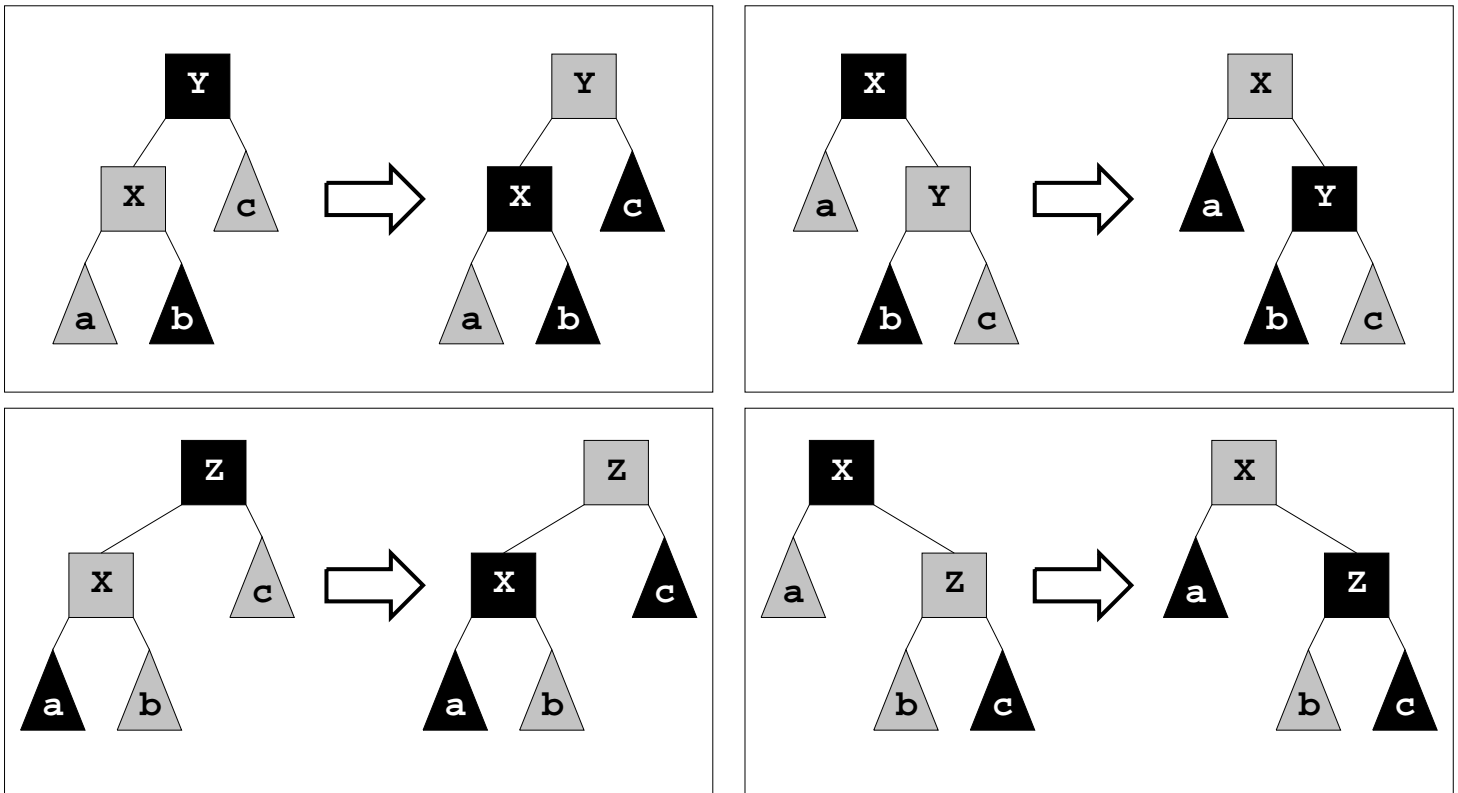 Y Y
X c X c
a b a b
X X
a Y a Y
b c b c
Z Z
X c X c
a b a b
X X
a Z a Z
b c b c